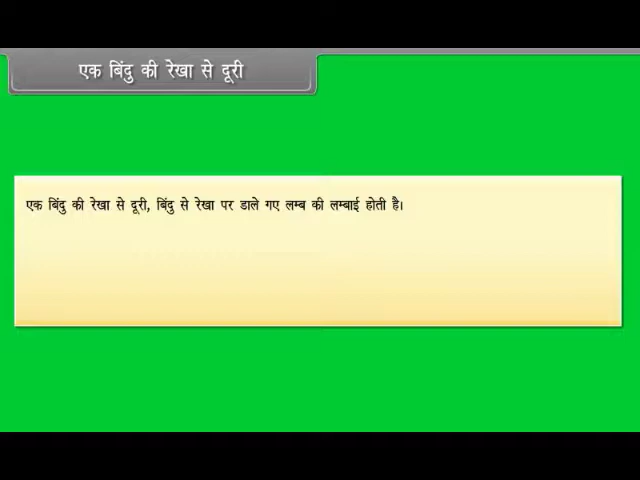 एक बिंदु की रेखा से दूरी
एक बिंदु की रेखा से दूरी, बिंदु से रेखा पर डाले गए लम्ब की लम्बाई होती है।